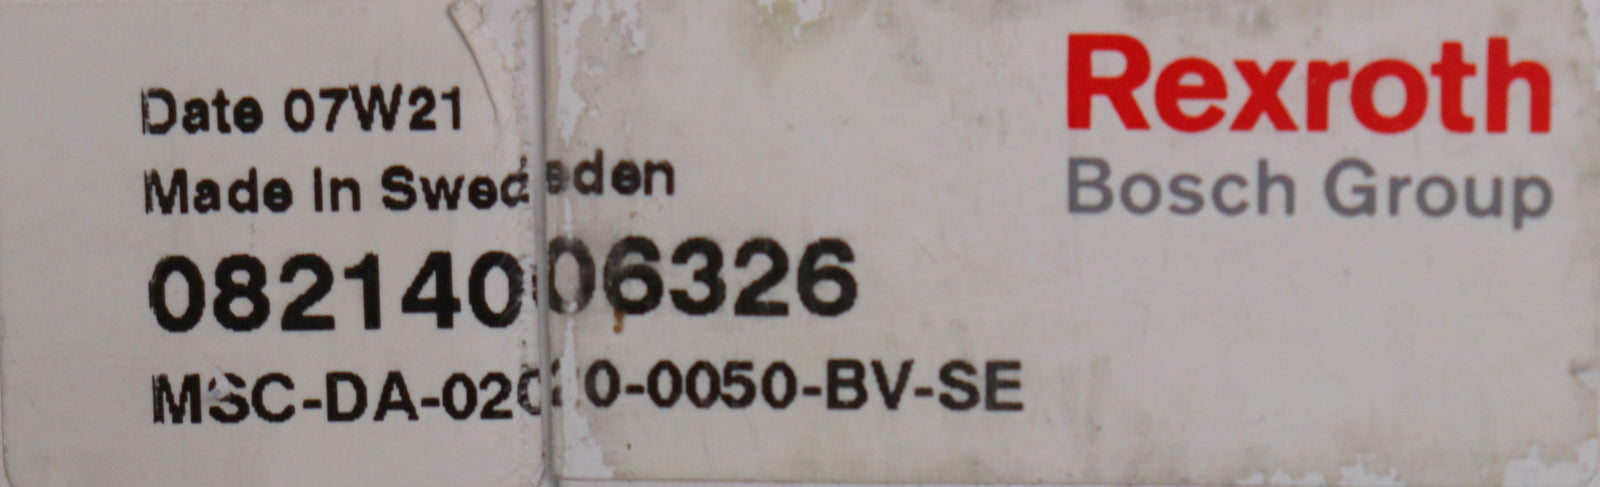 Date 07W21
Made In Swed eden
082140 06326
MSC-DA-020 0-0050-BV-SE
Rexroth
Bosch Group